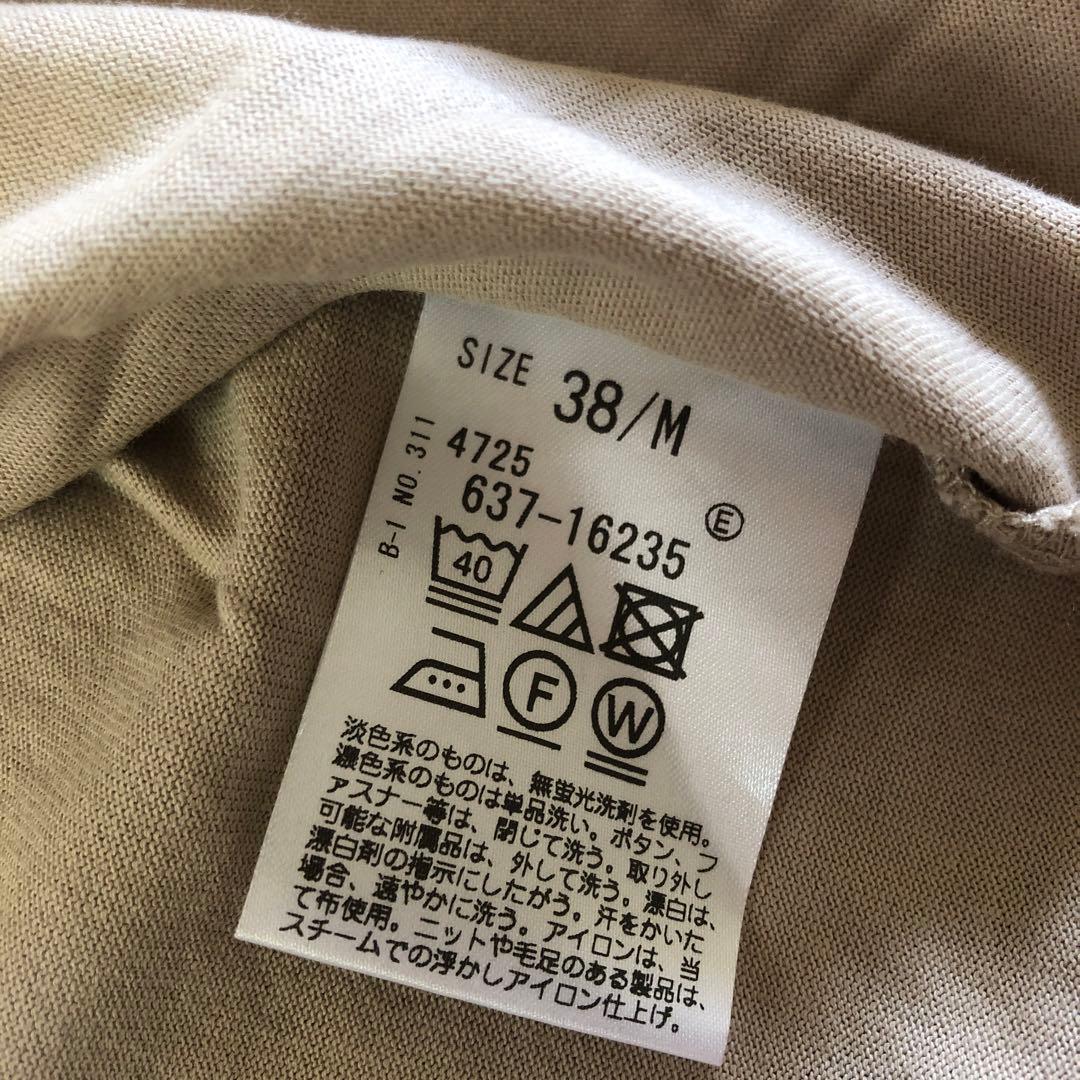 SIZE 38/M
B-1 NO. 311
4725
637-16235
E
40
F
W
淡色系のものは、無蛍光洗剤を使用。
濃色系のものは単品洗い。ボタン、フ
ァスナー等は、閉じて洗う。取り外し
可能な附属品は、外して洗う。漂白は、
漂白剤の指示にしたがう。汗をかいた
場合、速やかに洗う。アイロンは、当
て布使用。ニットや毛足のある製品は、
スチームでの浮かしアイロン仕上げ。